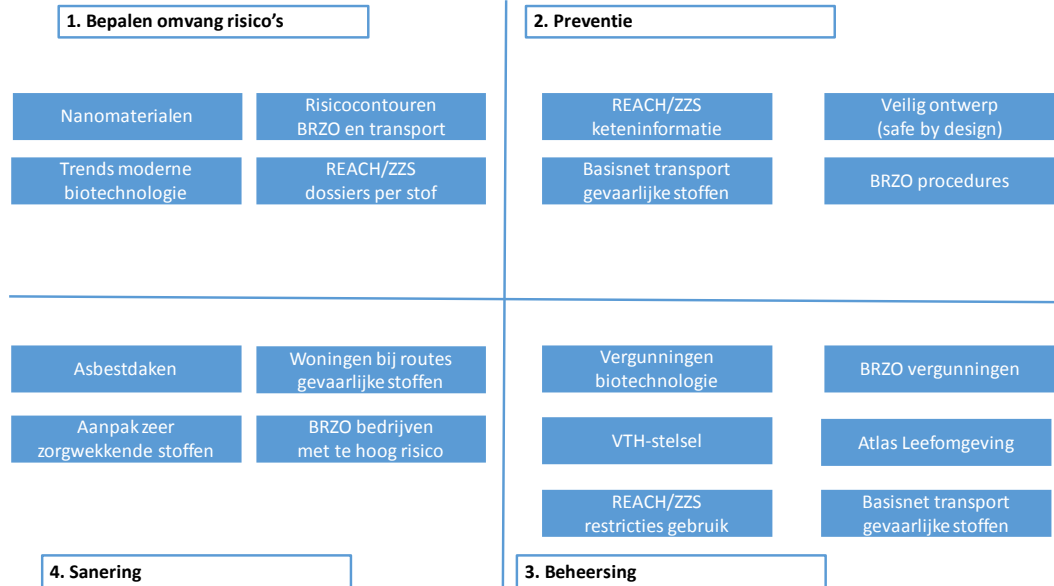 1. Bepalen omvang risico's
2. Preventie
Nanomaterialen
Risicocontouren
BRZO en transport
Trends moderne
biotechnologie
REACH/ZZS
dossiers per stof
REACH/ZZS
keteninformatie
Veilig ontwerp
(safe by design)
Basisnet transport
gevaarlijke stoffen
BRZO procedures
Asbestdaken
Woningen bij routes
gevaarlijke stoffen
Aanpak zeer
zorgwekkende stoffen
BRZO bedrijven
met te hoog risico
Vergunningen
biotechnologie
BRZO vergunningen
VTH-stelsel
Atlas Leefomgeving
REACH/ZZS
restricties gebruik
Basisnet transport
gevaarlijke stoffen
4. Sanering
3. Beheersing